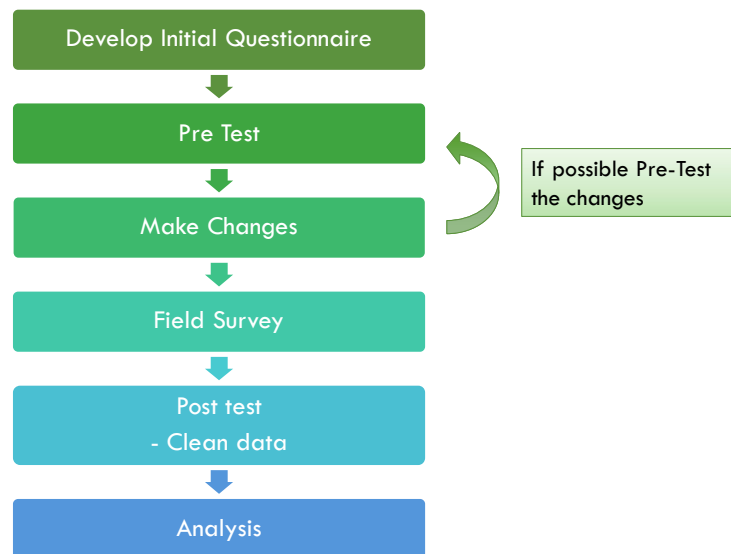 Develop Initial Questionnaire
Pre Test
Make Changes
If possible Pre-Test
the changes
Field Survey
Post test
- Clean data
Analysis